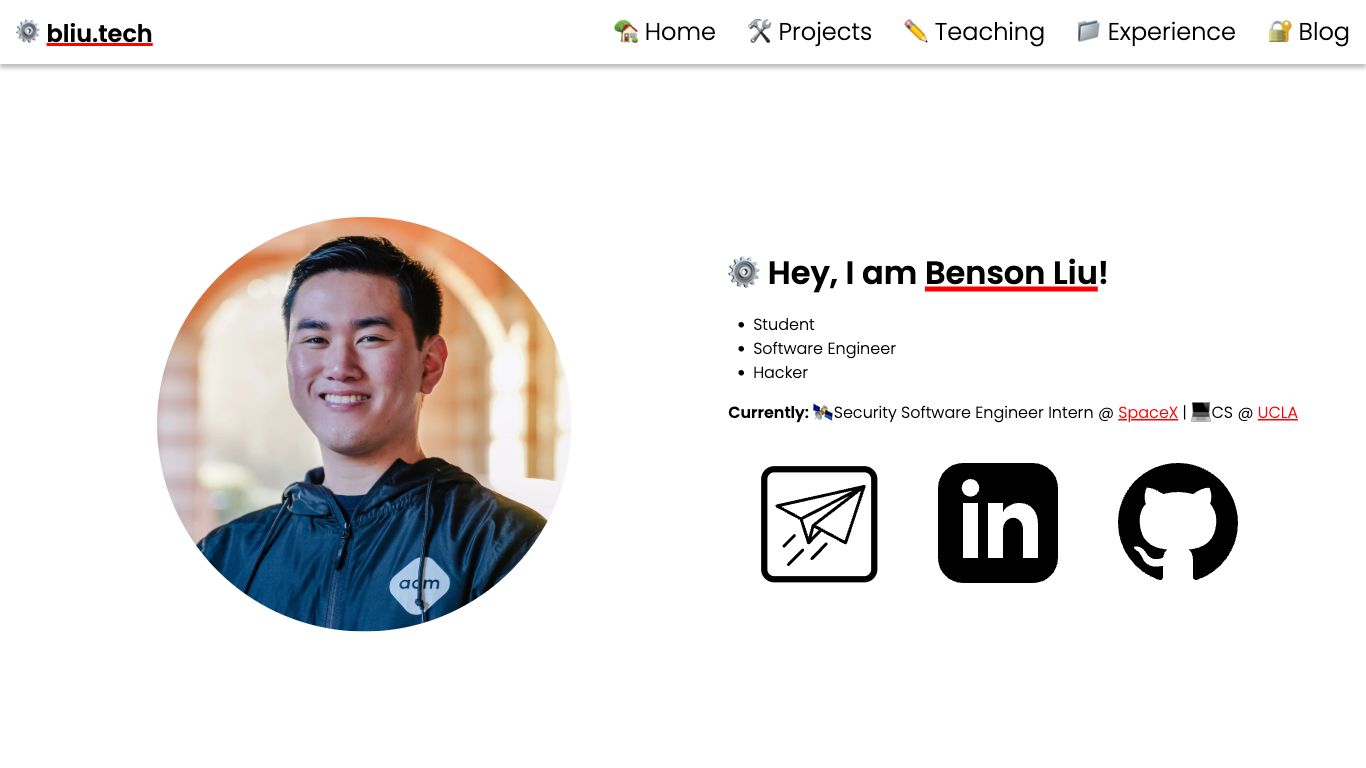 bliu.tech
Home
Projects
Teaching
Experience
Blog
Hey, I am Benson Liu!
Student
Software Engineer
Hacker
Currently: Security Software Engineer Intern @ SpaceX | CS @ UCLA
in
acm